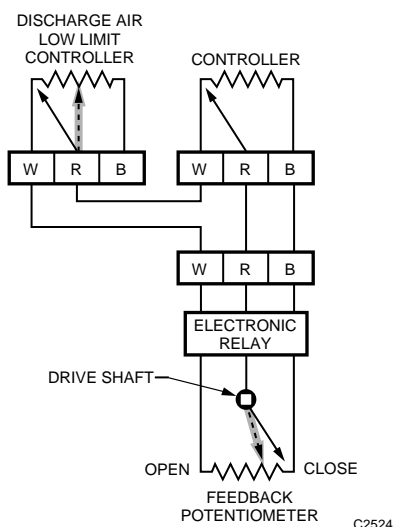 DISCHARGE AIR
LOW LIMIT
CONTROLLER
CONTROLLER
W R B
W R B
W R B
ELECTRONIC
RELAY
DRIVE SHAFT
OPEN
CLOSE
FEEDBACK
POTENTIOMETER
C2524